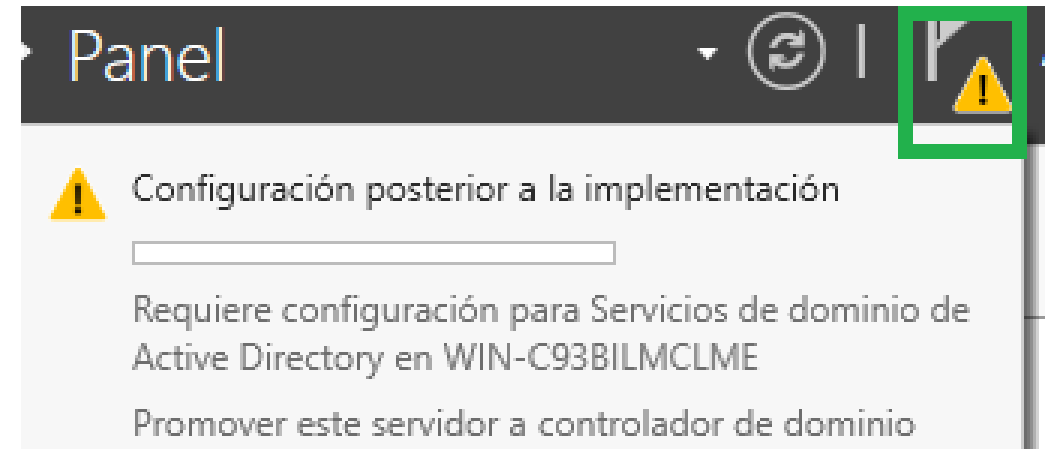 Panel
Configuración posterior a la implementación
Requiere configuración para Servicios de dominio de
Active Directory en WIN-C93BILMCLME
Promover este servidor a controlador de dominio